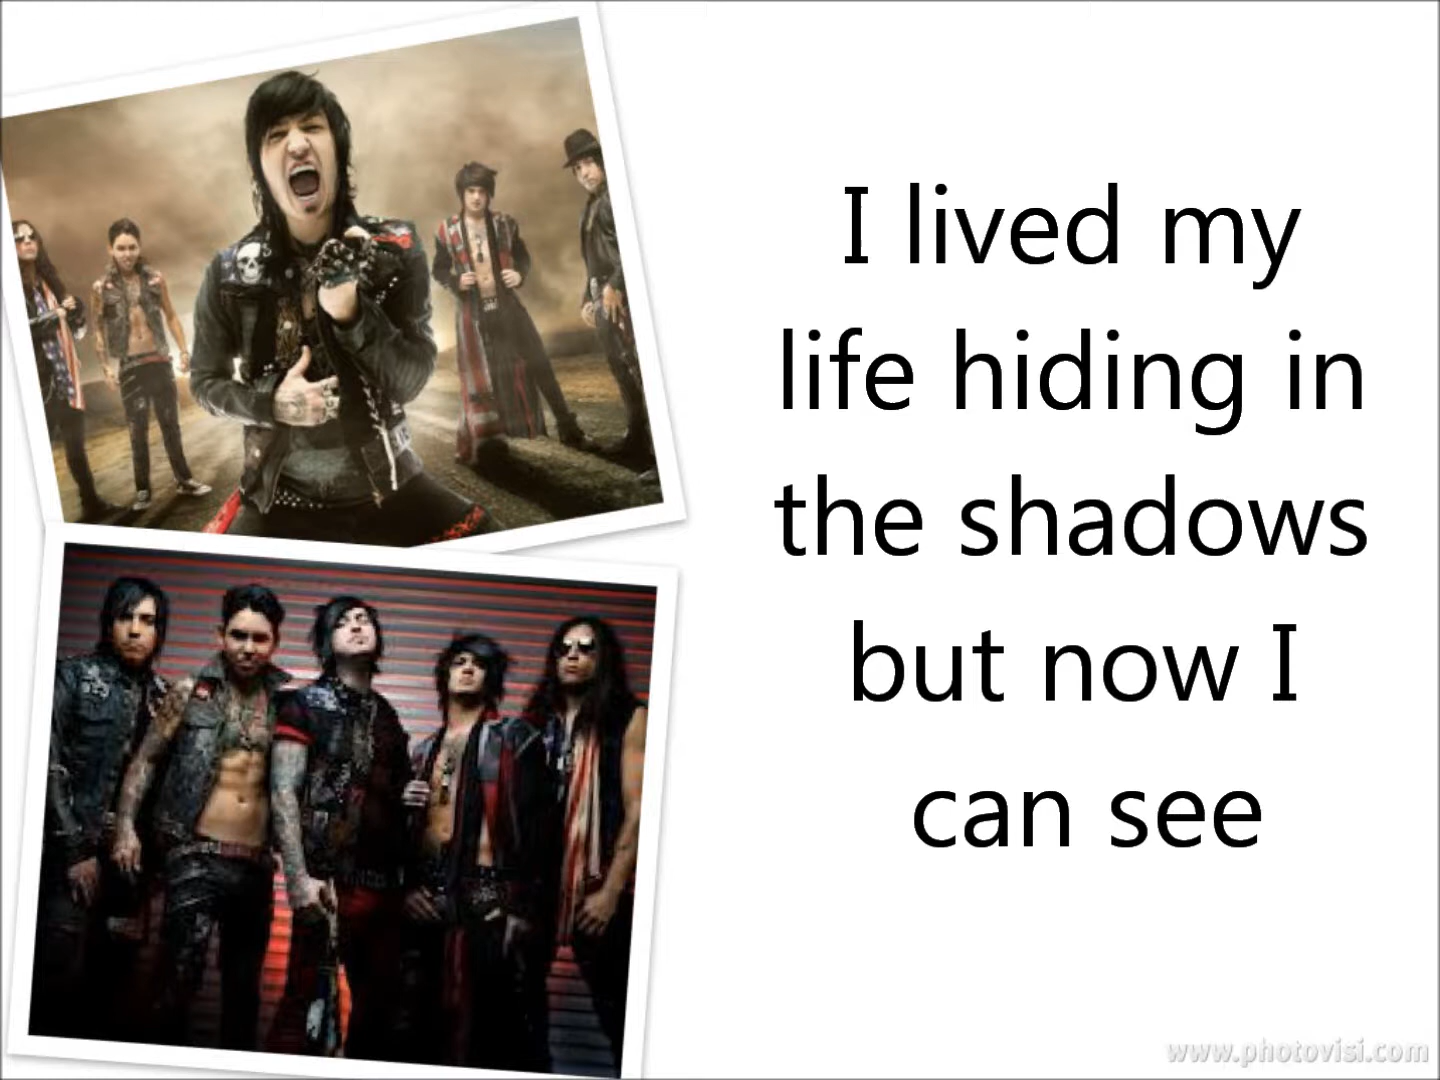 I lived my
life hiding in
the shadows
but now I
can see
www.photovisi.com